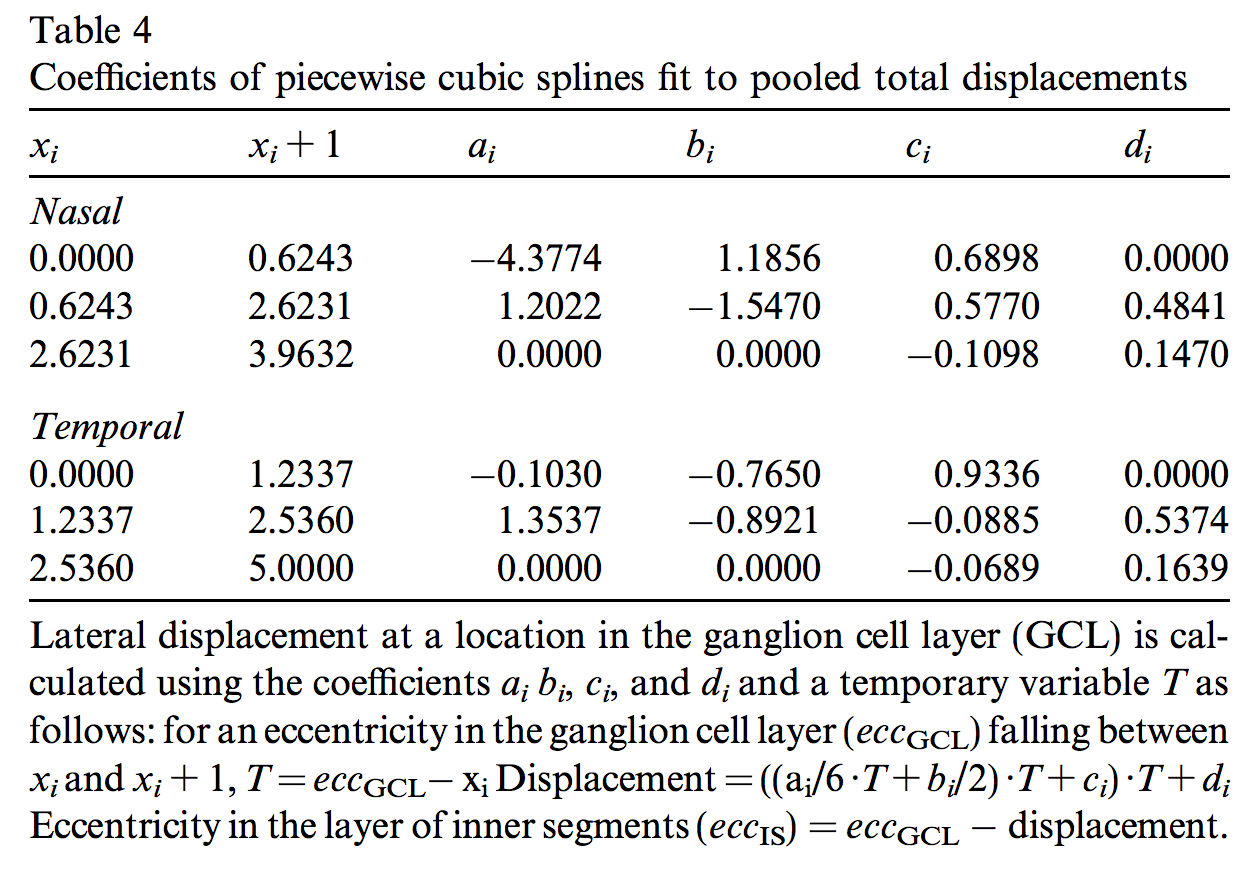 Table 4
Coefficients of piecewise cubic splines fit to pooled total displacements
xi xi + 1 ai bi ci di
Nasal
0.0000 0.6243 −4.3774 1.1856 0.6898 0.0000
0.6243 2.6231 1.2022 −1.5470 0.5770 0.4841
2.6231 3.9632 0.0000 0.0000 −0.1098 0.1470
Temporal
0.0000 1.2337 −0.1030 −0.7650 0.9336 0.0000
1.2337 2.5360 1.3537 −0.8921 −0.0885 0.5374
2.5360 5.0000 0.0000 0.0000 −0.0689 0.1639
Lateral displacement at a location in the ganglion cell layer (GCL) is cal-
culated using the coefficients ai bi, ci, and di and a temporary variable T as
follows: for an eccentricity in the ganglion cell layer (eccGCL) falling between
xi and xi + 1, T = eccGCL − xi Displacement = ((ai/6 · T + bi/2) · T + ci) · T + di
Eccentricity in the layer of inner segments (eccIS) = eccGCL − displacement.